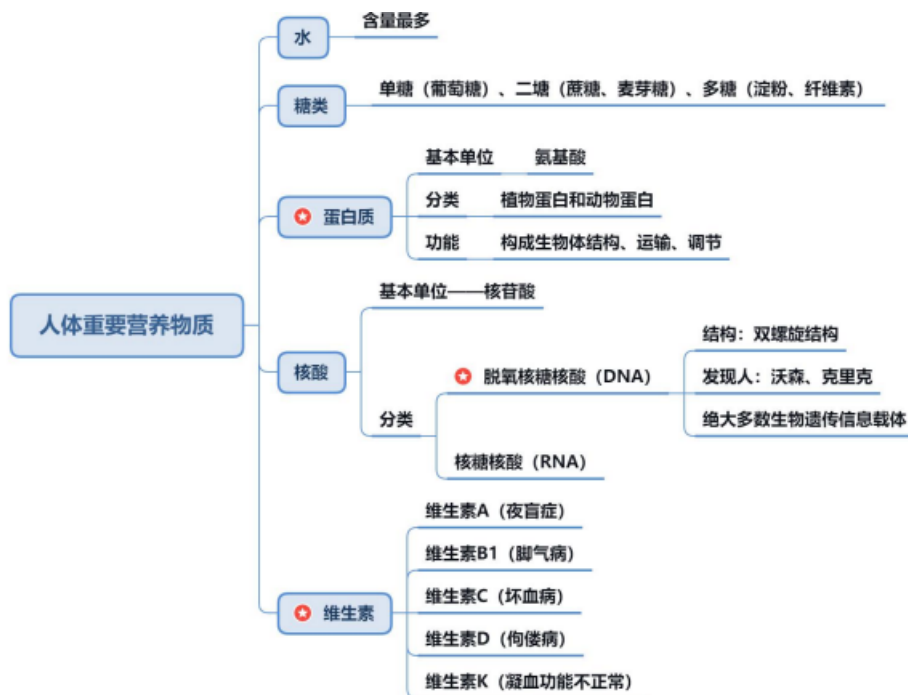 人体重要营养物质
水
含量最多
糖类
单糖（葡萄糖）、二塘（蔗糖、麦芽糖）、多糖（淀粉、纤维素）
蛋白质
基本单位
氨基酸
分类
植物蛋白和动物蛋白
功能
构成生物体结构、运输、调节
核酸
基本单位——核苷酸
分类
脱氧核糖核酸（DNA）
结构：双螺旋结构
发现人：沃森、克里克
绝大多数生物遗传信息载体
核糖核酸（RNA）
维生素
维生素A（夜盲症）
维生素B1（脚气病）
维生素C（坏血病）
维生素D（佝偻病）
维生素K（凝血功能不正常）